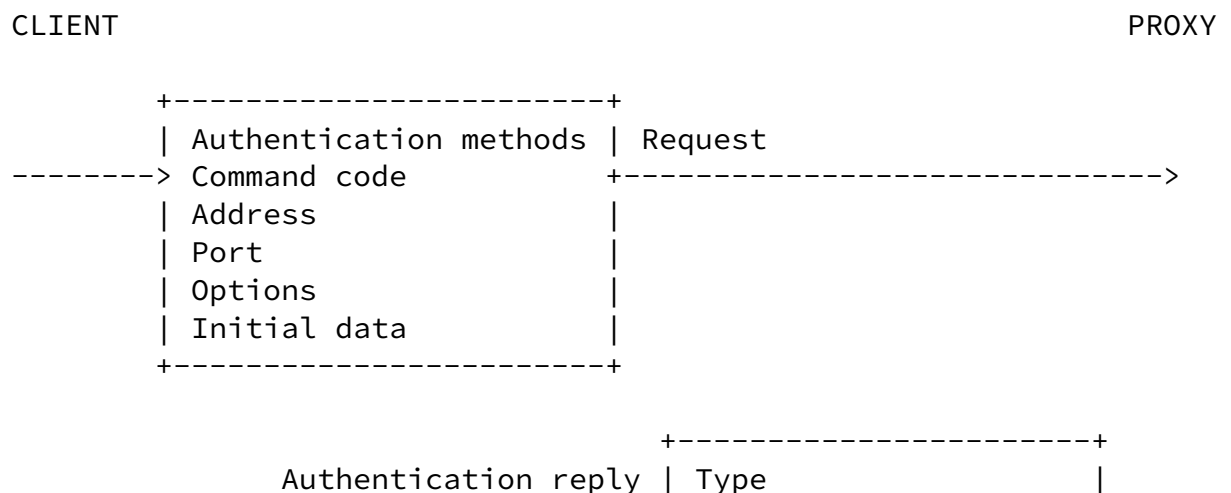 CLIENT PROXY
+------------------------+
| Authentication methods | Request
--------> Command code +------------------------------>
| Address |
| Port |
| Options |
| Initial data |
+------------------------+
+-----------------------+
Authentication reply | Type |